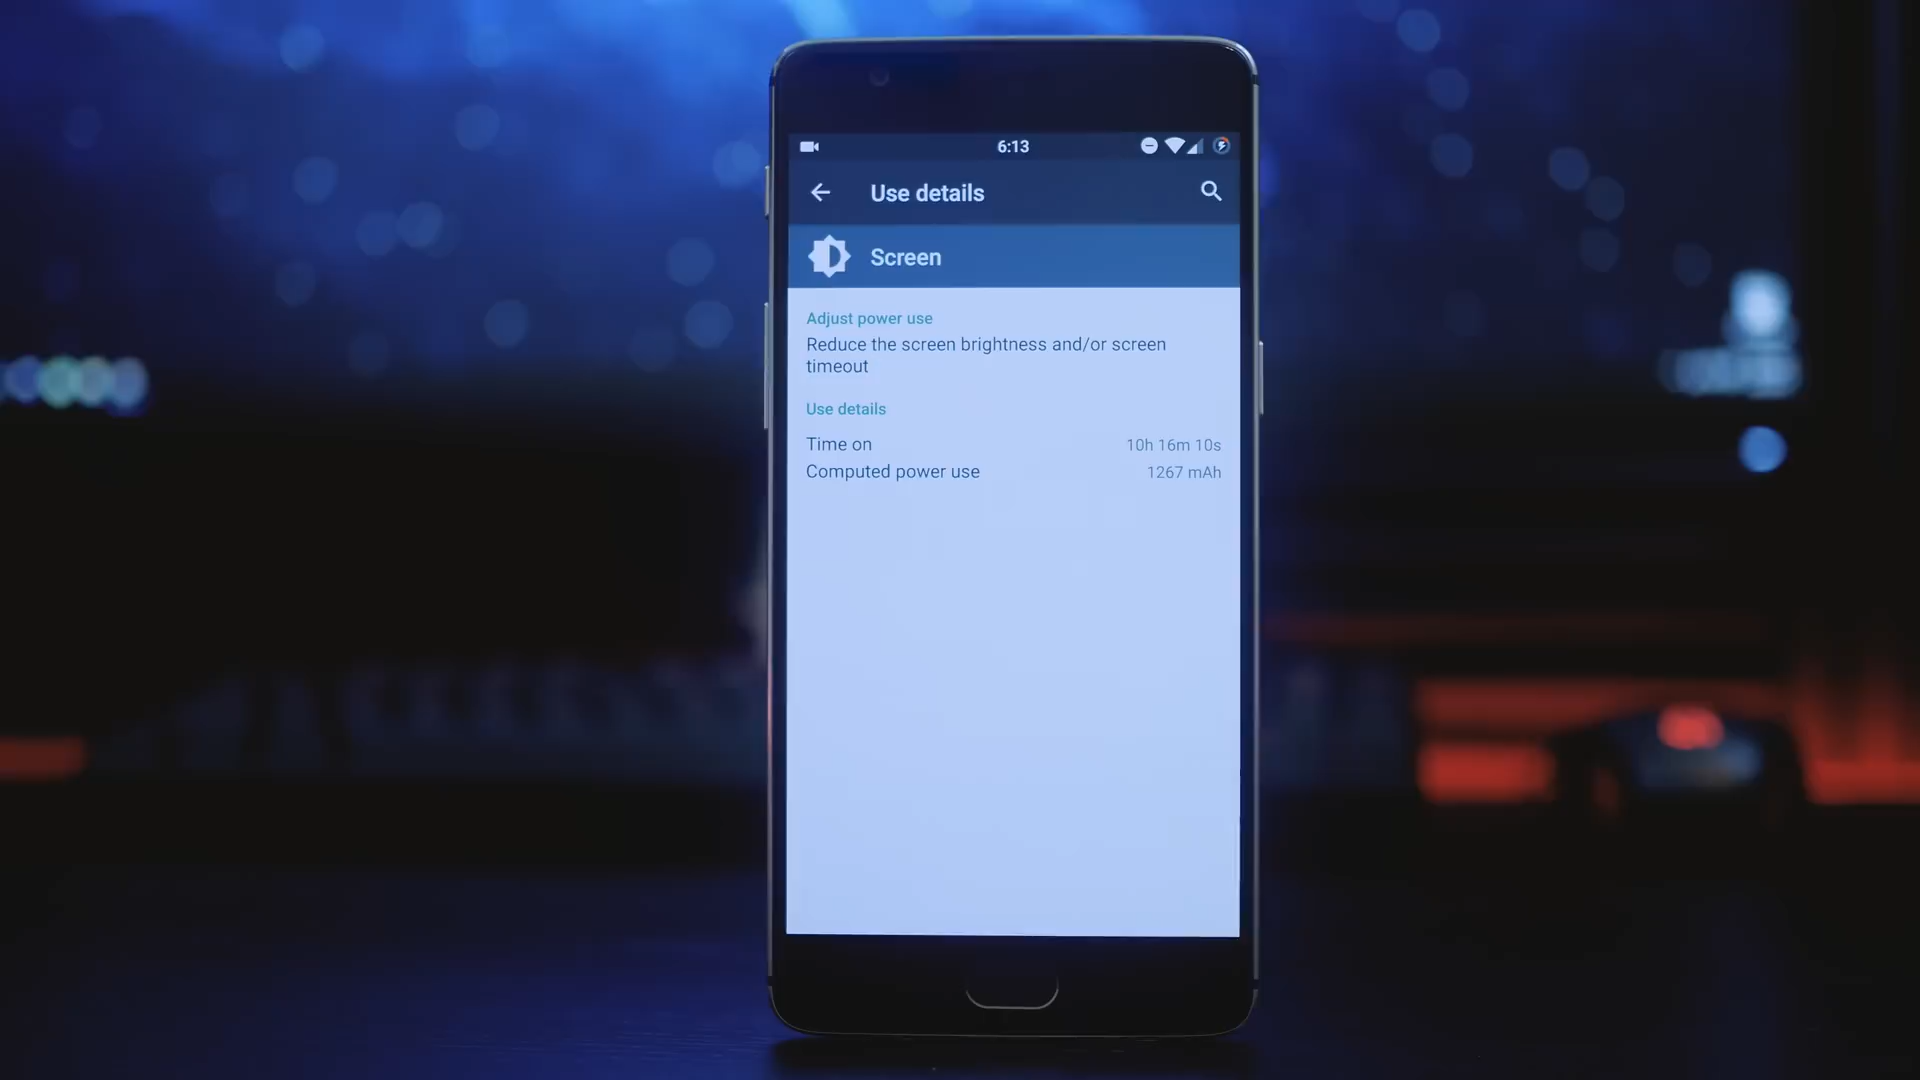 6:13
Use details
Screen
Adjust power use
Reduce the screen brightness and/or screen
timeout
Use details
Time on 10h 16m 10s
Computed power use 1267 mAh